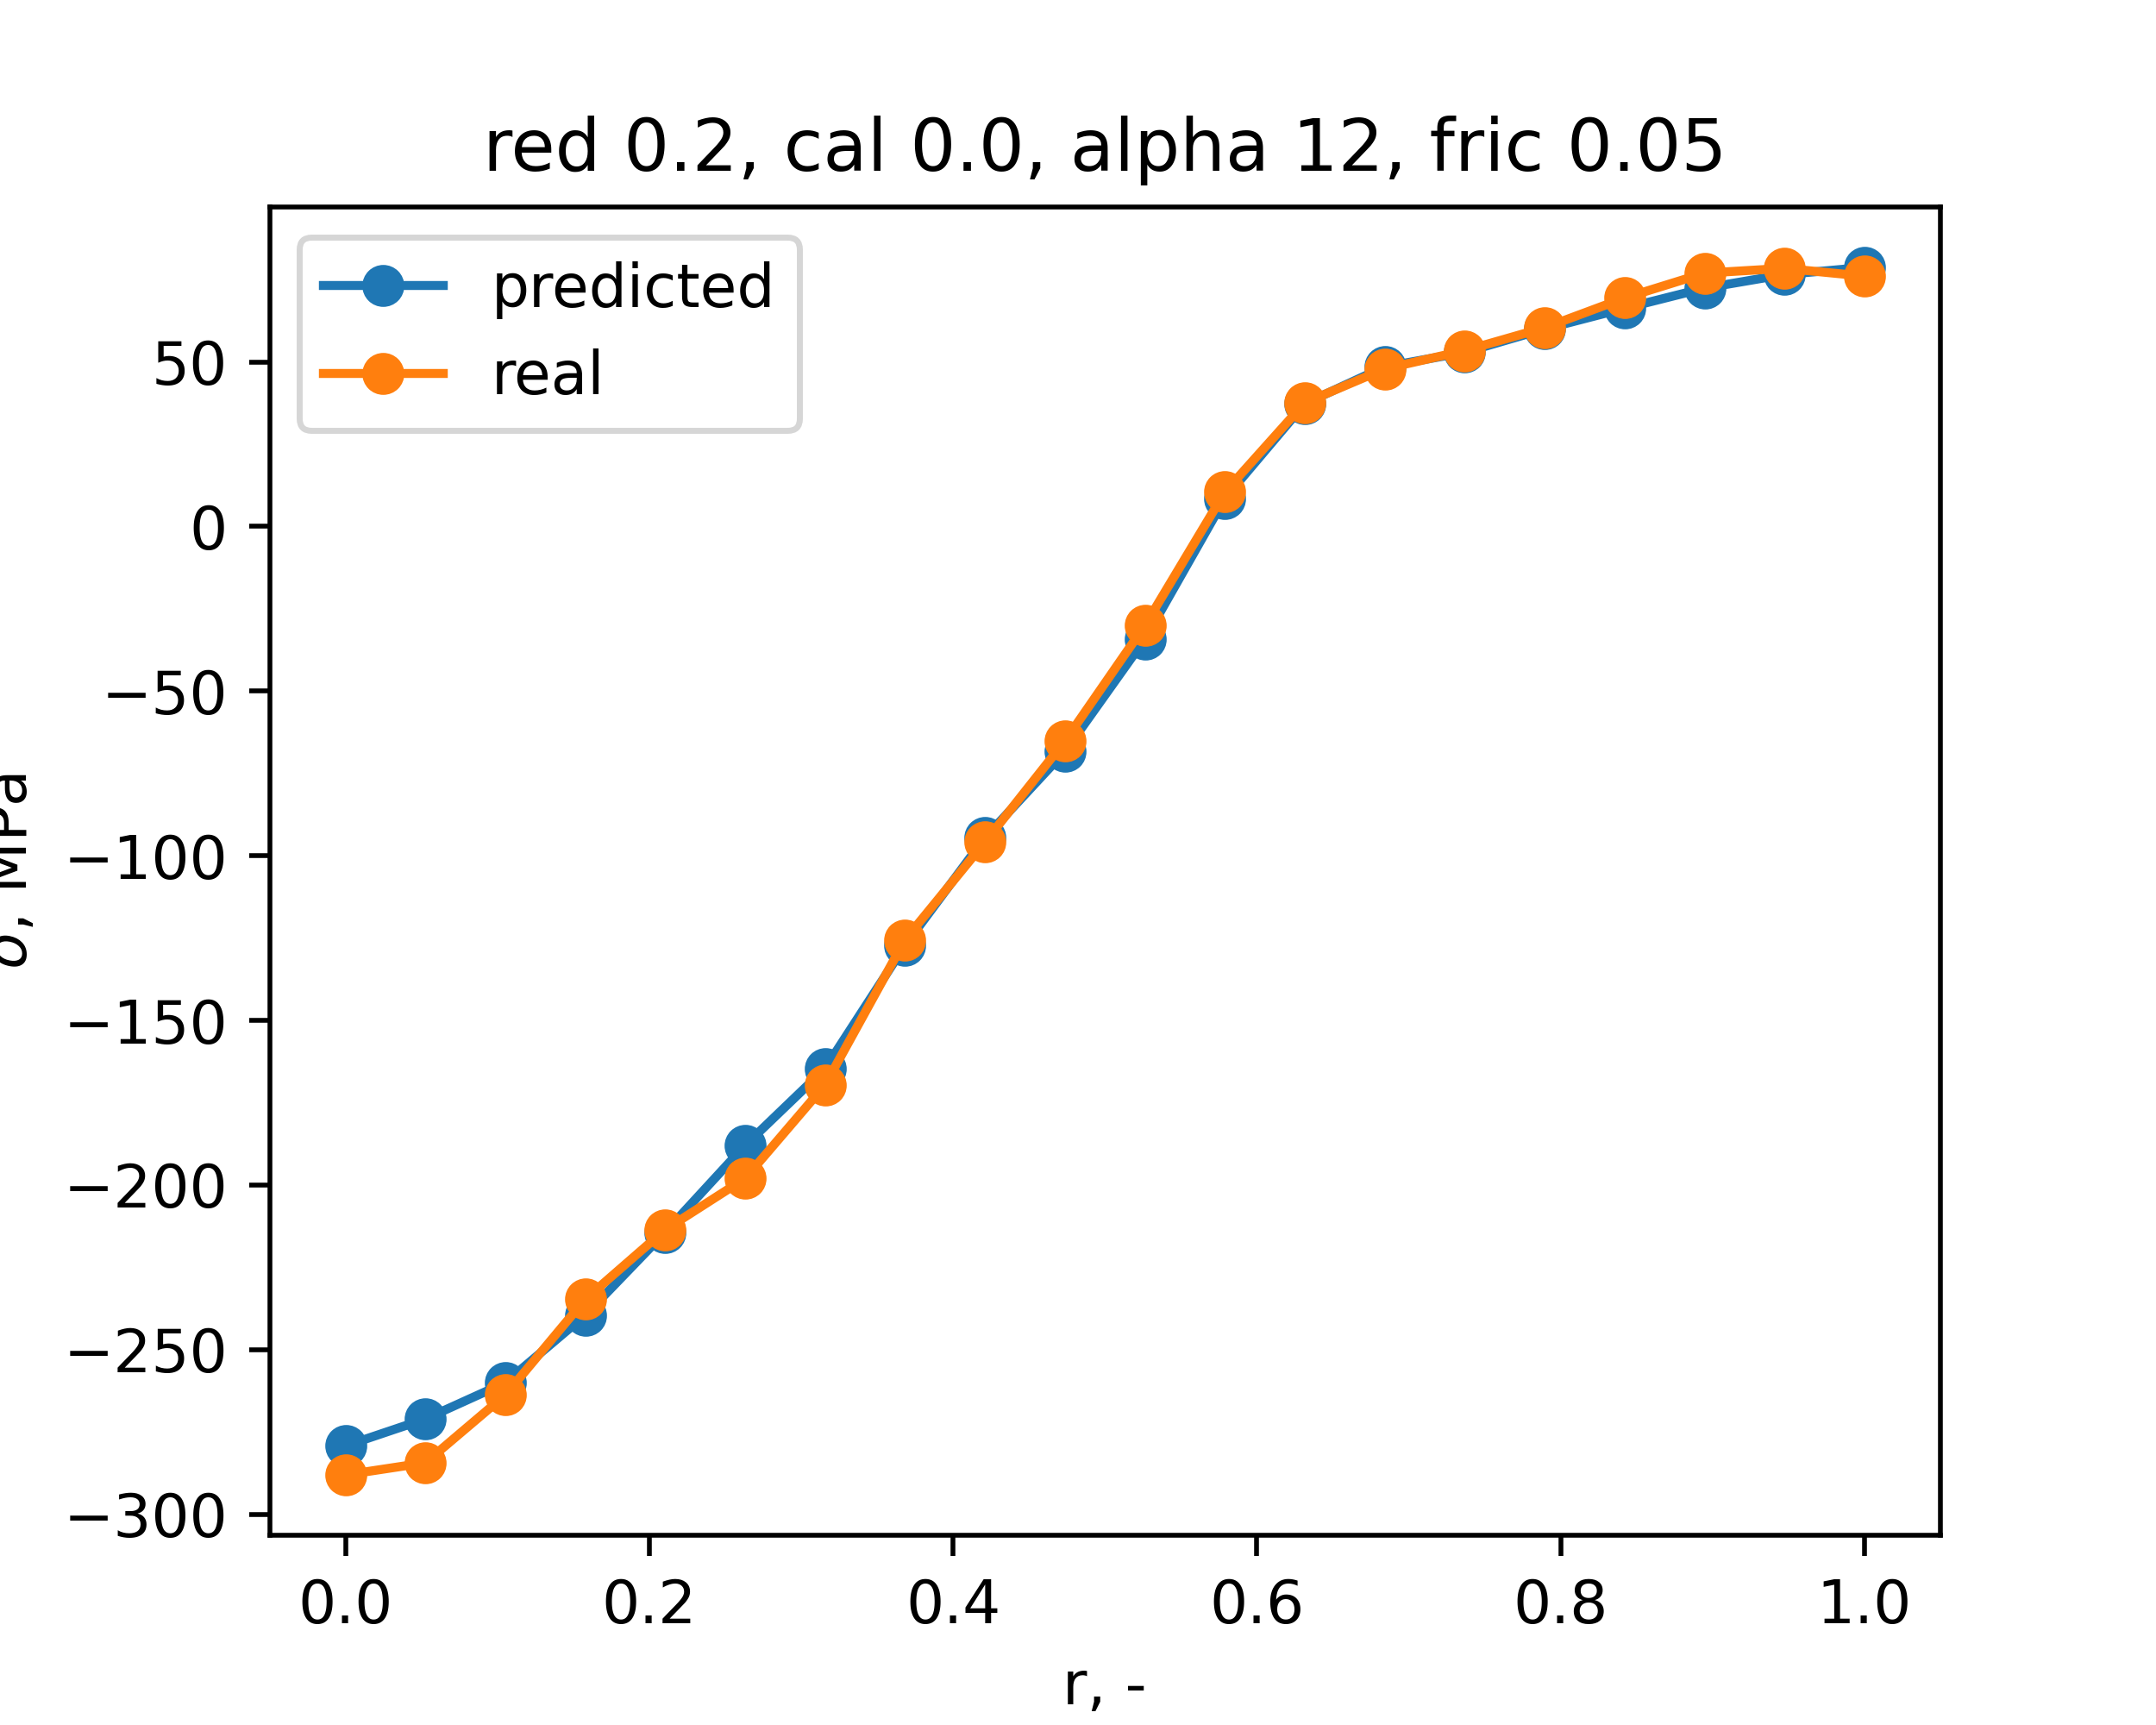 red 0.2, cal 0.0, alpha 12, fric 0.05
predicted
real
50
0
−50
−100
−150
−200
−250
−300
σ, MPa
0.0 0.2 0.4 0.6 0.8 1.0
r, -